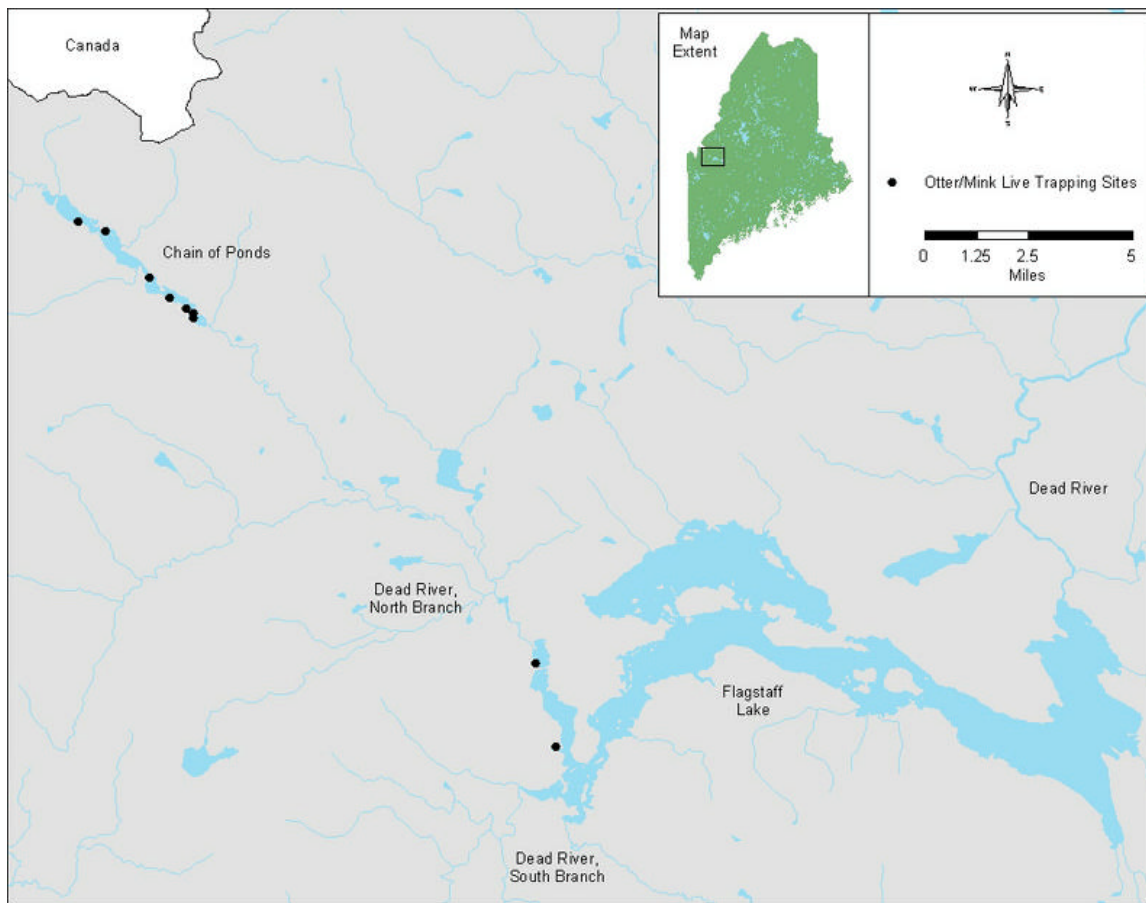 Canada
Map
Extent
N
W
E
S
Otter/Mink Live Trapping Sites
0 1.25 2.5 5
Miles
Chain of Ponds
Dead River
Dead River,
North Branch
Flagstaff
Lake
Dead River,
South Branch